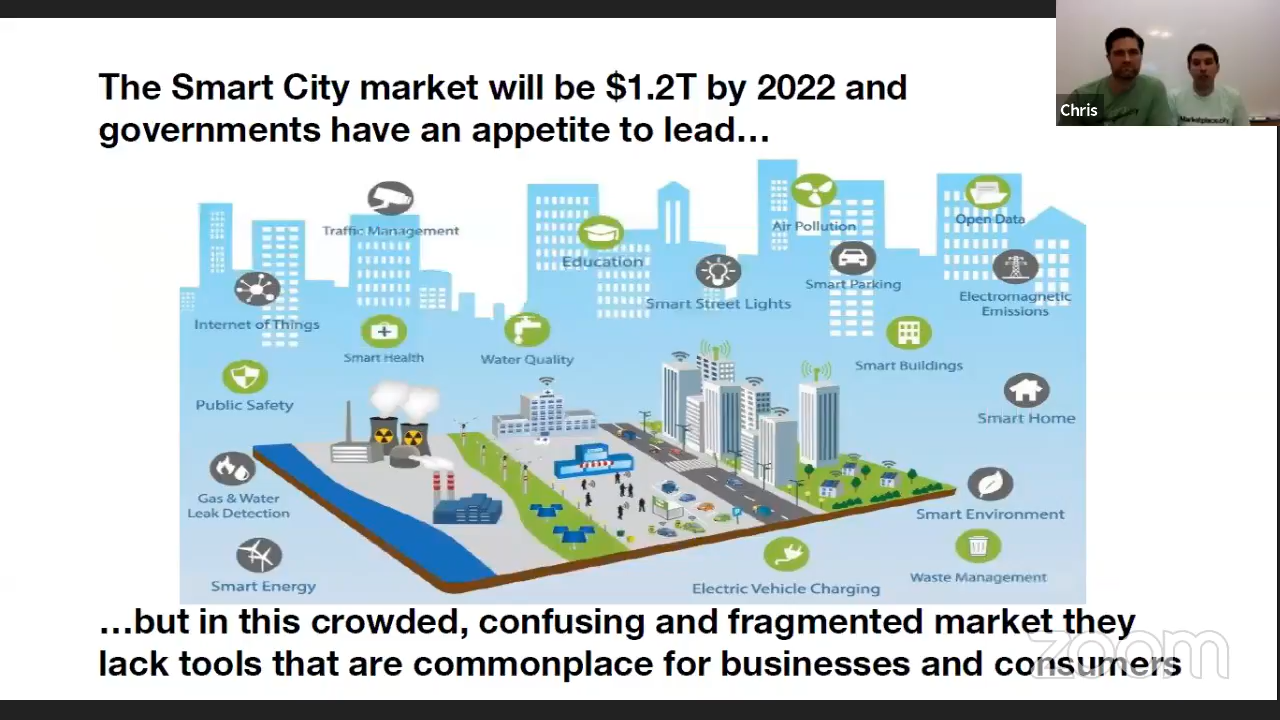 The Smart City market will be $1.2T by 2022 and
governments have an appetite to lead…
Chris
Marketplace.city
Traffic Management
Education
Air Pollution
Open Data
Internet of Things
Smart Health
Water Quality
Smart Street Lights
Smart Parking
Electromagnetic
Emissions
Public Safety
Smart Buildings
Smart Home
Gas & Water
Leak Detection
Smart Environment
Smart Energy
Electric Vehicle Charging
Waste Management
…but in this crowded, confusing and fragmented market they
lack tools that are commonplace for businesses and consumers
zoom